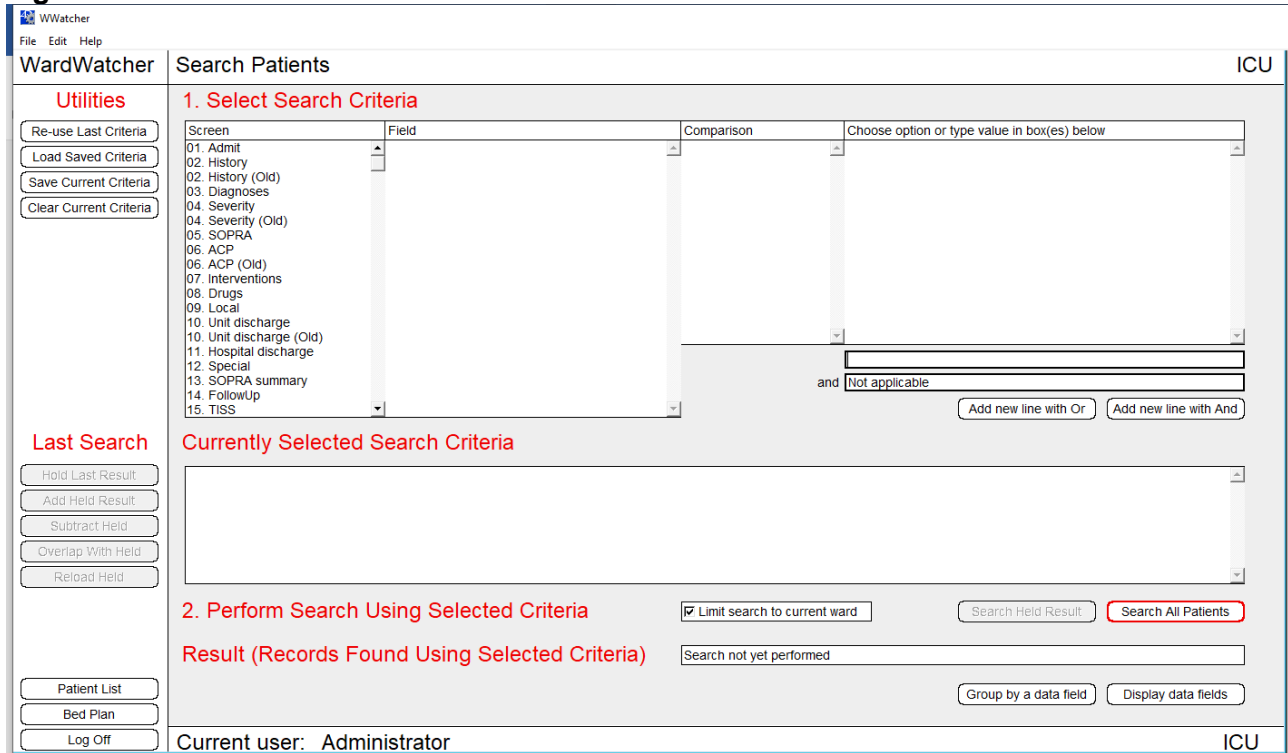 WWatcher
File Edit Help
WardWatcher Search Patients ICU
Utilities
Re-use Last Criteria
Load Saved Criteria
Save Current Criteria
Clear Current Criteria
1. Select Search Criteria
Screen Field Comparison Choose option or type value in box(es) below
01. Admit
02. History
02. History (Old)
03. Diagnoses
04. Severity
04. Severity (Old)
05. SOPRA
06. ACP
06. ACP (Old)
07. Interventions
08. Drugs
09. Local
10. Unit discharge
10. Unit discharge (Old)
11. Hospital discharge
12. Special
13. SOPRA summary
14. FollowUp
15. TISS
and Not applicable
Add new line with Or Add new line with And
Last Search
Hold Last Result
Add Held Result
Subtract Held
Overlap With Held
Reload Held
Currently Selected Search Criteria
2. Perform Search Using Selected Criteria Limit search to current ward Search Held Result Search All Patients
Result (Records Found Using Selected Criteria) Search not yet performed
Group by a data field Display data fields
Patient List
Bed Plan
Log Off
Current user: Administrator ICU